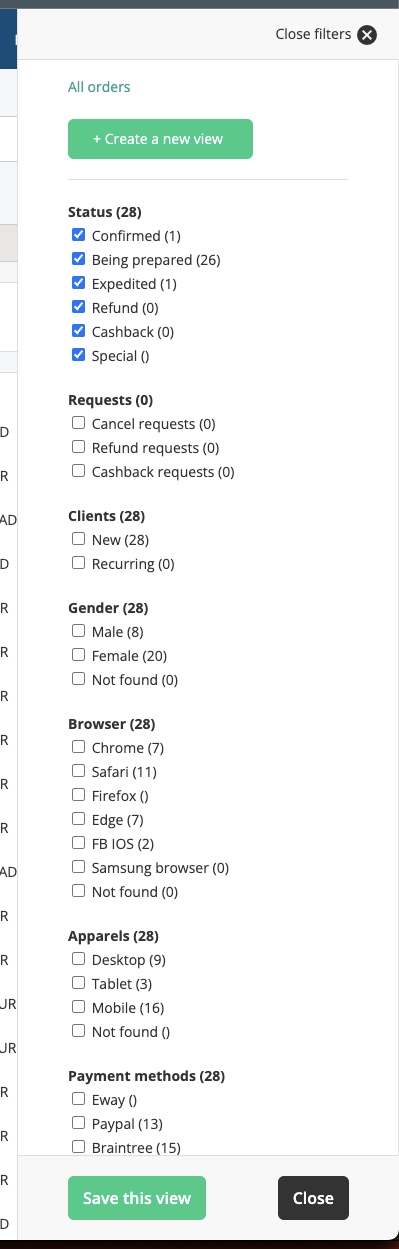 Close filters
All orders
+ Create a new view
Status (28)
Confirmed (1)
Being prepared (26)
Expedited (1)
Refund (0)
Cashback (0)
Special ()
Requests (0)
Cancel requests (0)
Refund requests (0)
Cashback requests (0)
Clients (28)
New (28)
Recurring (0)
Gender (28)
Male (8)
Female (20)
Not found (0)
Browser (28)
Chrome (7)
Safari (11)
Firefox ()
Edge (7)
FB IOS (2)
Samsung browser (0)
Not found (0)
Apparels (28)
Desktop (9)
Tablet (3)
Mobile (16)
Not found ()
Payment methods (28)
Eway ()
Paypal (13)
Braintree (15)
Save this view
Close
D
R
AD
D
R
R
R
R
R
R
AD
R
R
UR
UR
R
R
R
D